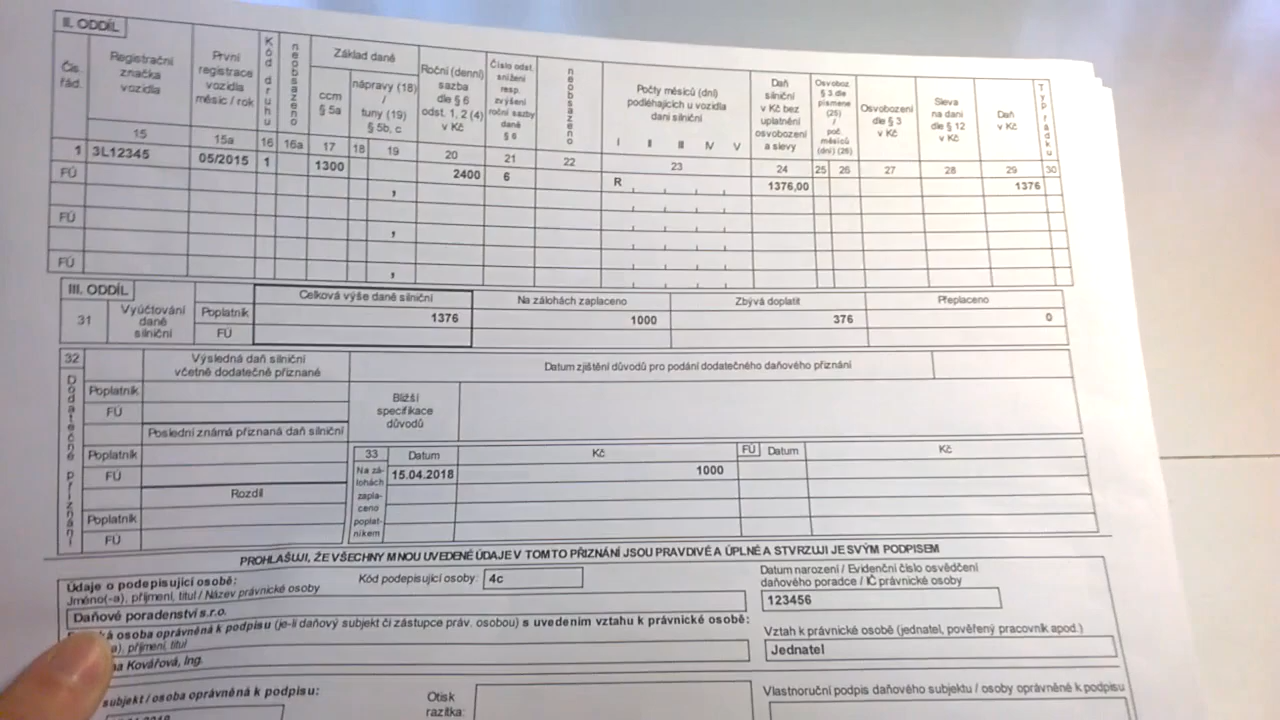 II. ODDÍL
Čís. řád.
Registrační značka vozidla
První registrace vozidla měsíc / rok
Kód druhu
neobsazeno
Základ daně
ccm § 5a
nápravy (18) / tuny (19) § 5b, c
Roční (denní) sazba dle § 6 odst. 1, 2 (4) v Kč
Číslo odst. snížení resp. zvýšení roční sazby daně § 6
neobsazeno
Počty měsíců (dní) podléhajících u vozidla dani silniční
I II III IV V
Daň silniční v Kč bez uplatnění osvobození a slevy
Osvoboz. § 3 dle písmene (25) / poč. měsíců (dní) (26)
Osvobození dle § 3 v Kč
Sleva na dani dle § 12 v Kč
Daň v Kč
Typ řádku
15 15a 16 16a 17 18 19 20 21 22 23 24 25 26 27 28 29 30
1 3L12345 05/2015 1 1300 , 2400 6 R 1376,00 1376
FÚ
FÚ ,
FÚ ,
III. ODDÍL
Celková výše daně silniční Na zálohách zaplaceno Zbývá doplatit Přeplaceno
31 Vyúčtování daně silniční
Poplatník 1376 1000 376 0
FÚ
32 Dodatečné přiznání
Výsledná daň silniční včetně dodatečně přiznané
Datum zjištění důvodů pro podání dodatečného daňového přiznání
Poplatník
FÚ
Bližší specifikace důvodů
Poslední známá přiznaná daň silniční
Poplatník
FÚ
33 Datum Kč FÚ Datum Kč
Na zálohách zaplaceno poplatníkem
15.04.2018 1000
Rozdíl
Poplatník
FÚ
PROHLAŠUJI, ŽE VŠECHNY MNOU UVEDENÉ ÚDAJE V TOMTO PŘIZNÁNÍ JSOU PRAVDIVÉ A ÚPLNÉ A STVRZUJI JE SVÝM PODPISEM
Údaje o podepisující osobě: Kód podepisující osoby: 4c
Jméno(-a), příjmení, titul / Název právnické osoby
Daňové poradenství s.r.o.
Datum narození / Evidenční číslo osvědčení daňového poradce / IČ právnické osoby
123456
osoba oprávněná k podpisu (je-li daňový subjekt či zástupce práv. osobou) s uvedením vztahu k právnické osobě:
příjmení, titul
Kovářová, Ing.
Vztah k právnické osobě (jednatel, pověřený pracovník apod.)
Jednatel
subjekt / osoba oprávněná k podpisu:
Otisk razítka:
Vlastnoruční podpis daňového subjektu / osoby oprávněné k podpisu